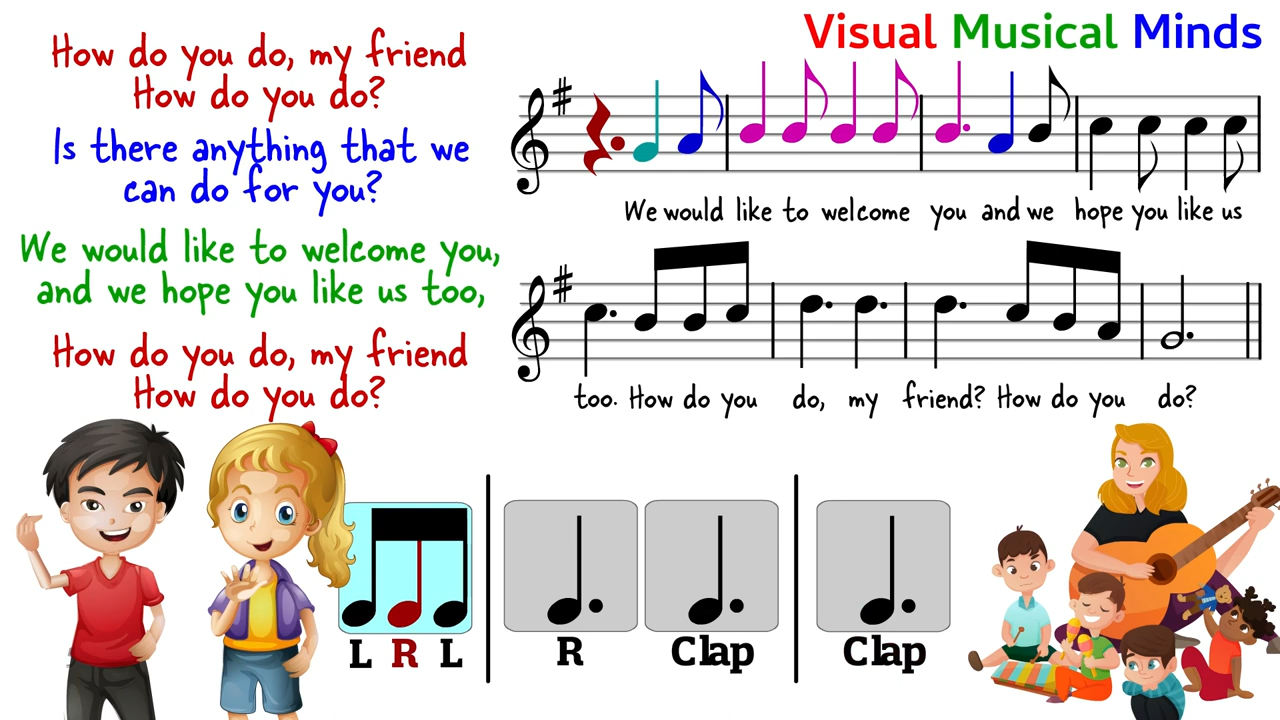 Visual Musical Minds
How do you do, my friend
How do you do?
Is there anything that we
can do for you?
We would like to welcome you,
and we hope you like us too,
How do you do, my friend
How do you do?
We would like to welcome you and we hope you like us
too. How do you do, my friend? How do you do?
L R L R Clap Clap